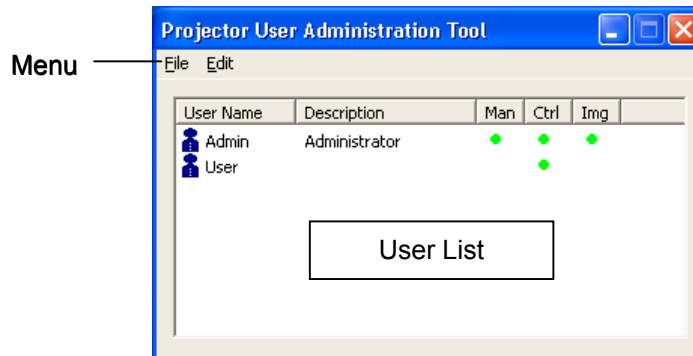 Projector User Administration Tool
Menu
File Edit
User Name Description Man Ctrl Img
Admin Administrator
User
User List